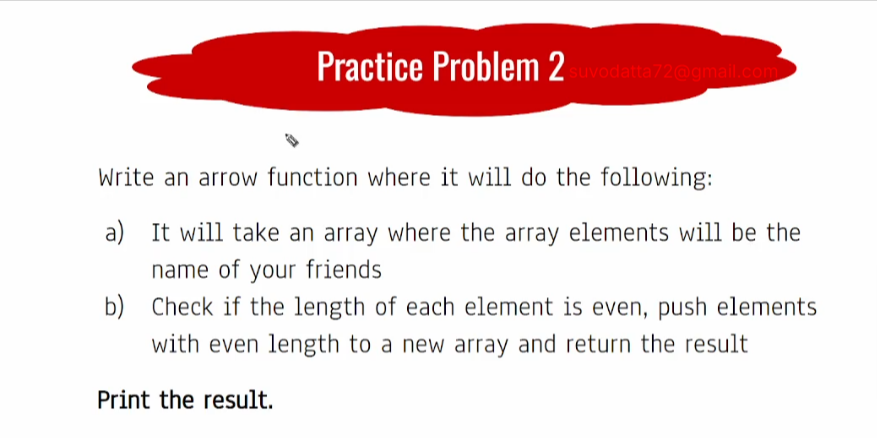 Practice Problem 2
suvodatta72@gmail.com
Write an arrow function where it will do the following:
a) It will take an array where the array elements will be the
name of your friends
b) Check if the length of each element is even, push elements
with even length to a new array and return the result
Print the result.